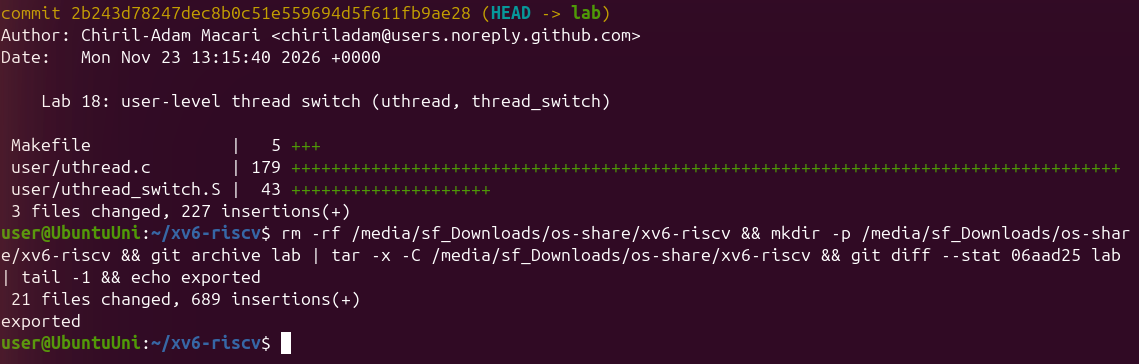 commit 2b243d78247dec8b0c51e559694d5f611fb9ae28 (HEAD -> lab)
Author: Chiril-Adam Macari <chiriladam@users.noreply.github.com>
Date:   Mon Nov 23 13:15:40 2026 +0000
    Lab 18: user-level thread switch (uthread, thread_switch)
 Makefile              |   5 +++
 user/uthread.c        | 179 +++++++++++++++++++++++++++++++++++++++++++++++++++++++++++++++++++++++++++++++++++
 user/uthread_switch.S |  43 ++++++++++++++++++++
 3 files changed, 227 insertions(+)
user@UbuntuUni:~/xv6-riscv$ rm -rf /media/sf_Downloads/os-share/xv6-riscv && mkdir -p /media/sf_Downloads/os-shar
e/xv6-riscv && git archive lab | tar -x -C /media/sf_Downloads/os-share/xv6-riscv && git diff --stat 06aad25 lab
| tail -1 && echo exported
 21 files changed, 689 insertions(+)
exported
user@UbuntuUni:~/xv6-riscv$